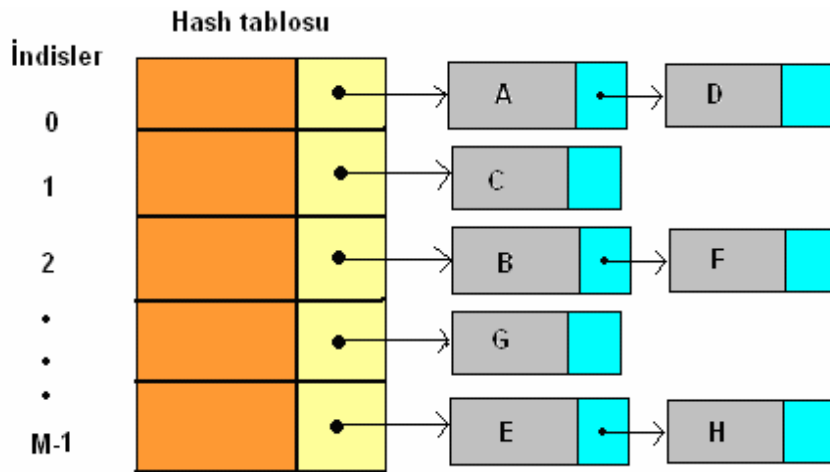 Hash tablosu
İndisler
0 A D
1 C
2 B F
G
M-1 E H